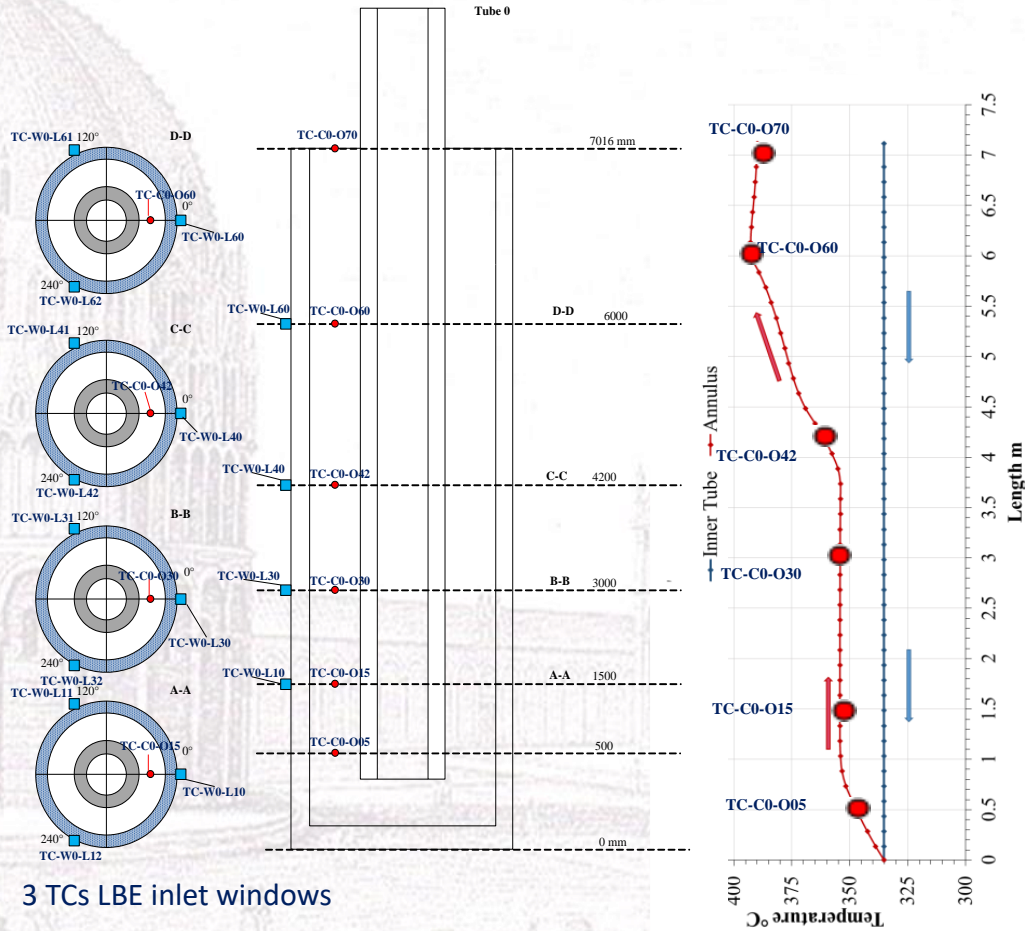 Tube 0
TC-W0-L61
120°
D-D
TC-C0-O60
0°
TC-W0-L60
240°
TC-W0-L62
C-C
TC-W0-L41
120°
TC-C0-O42
0°
TC-W0-L40
240°
TC-W0-L42
B-B
TC-W0-L31
120°
TC-C0-O30
0°
TC-W0-L30
240°
TC-W0-L32
TC-W0-L11
120°
A-A
TC-C0-O15
0°
TC-W0-L10
240°
TC-W0-L12
3 TCs LBE inlet windows
TC-C0-O70
7016 mm
TC-W0-L60
TC-C0-O60
D-D
6000
TC-W0-L40
TC-C0-O42
C-C
4200
TC-W0-L30
TC-C0-O30
B-B
3000
TC-W0-L10
TC-C0-O15
A-A
1500
TC-C0-O05
500
0 mm
TC-C0-O70
TC-C0-O60
TC-C0-O42
TC-C0-O30
TC-C0-O15
TC-C0-O05
Inner Tube
Annulus
7.5
7
6.5
6
5.5
5
4.5
4
3.5
3
2.5
2
1.5
1
0.5
0
Length m
400
375
350
325
300
Temperature°C